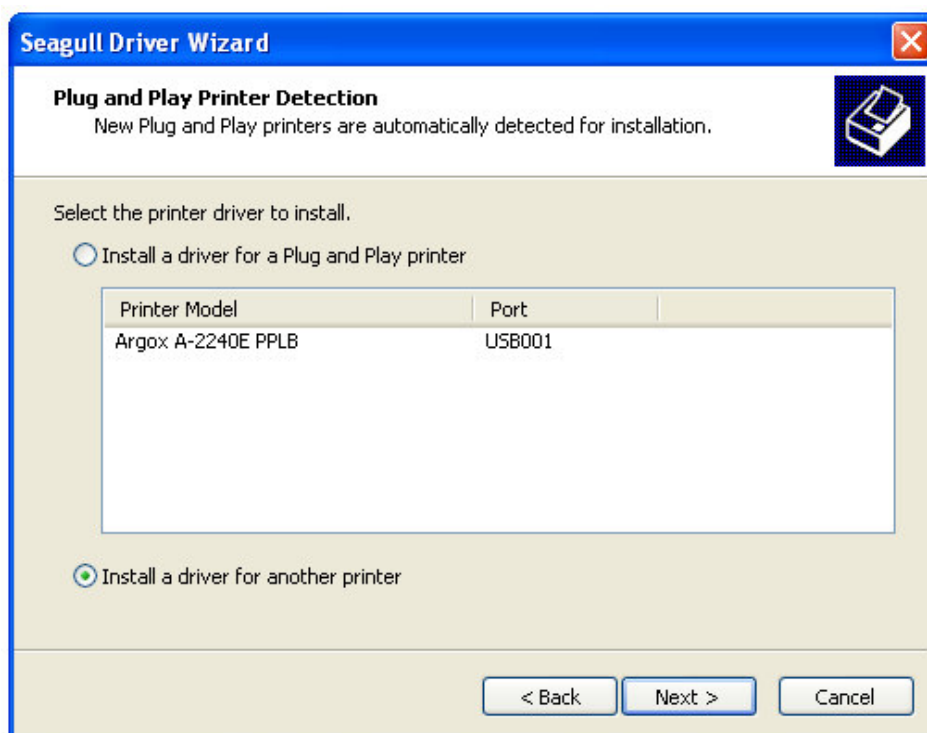 Seagull Driver Wizard
Plug and Play Printer Detection
New Plug and Play printers are automatically detected for installation.
Select the printer driver to install.
Install a driver for a Plug and Play printer
Printer Model Port
Argox A-2240E PPLB USB001
Install a driver for another printer
< Back Next > Cancel